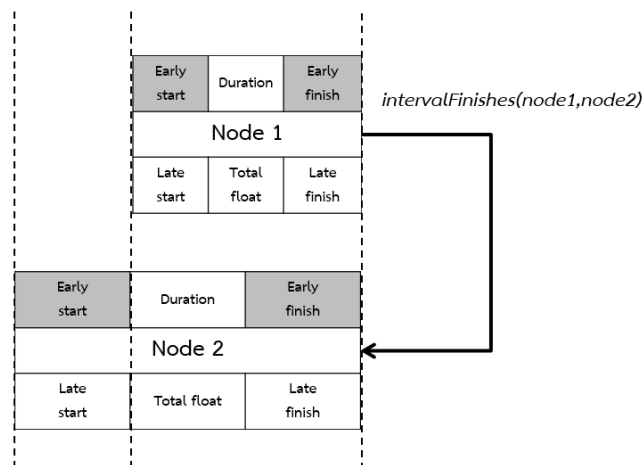 Early
start
Duration
Early
finish
intervalFinishes(node1,node2)
Node 1
Late
start
Total
float
Late
finish
Early
start
Duration
Early
finish
Node 2
Late
start
Total float
Late
finish